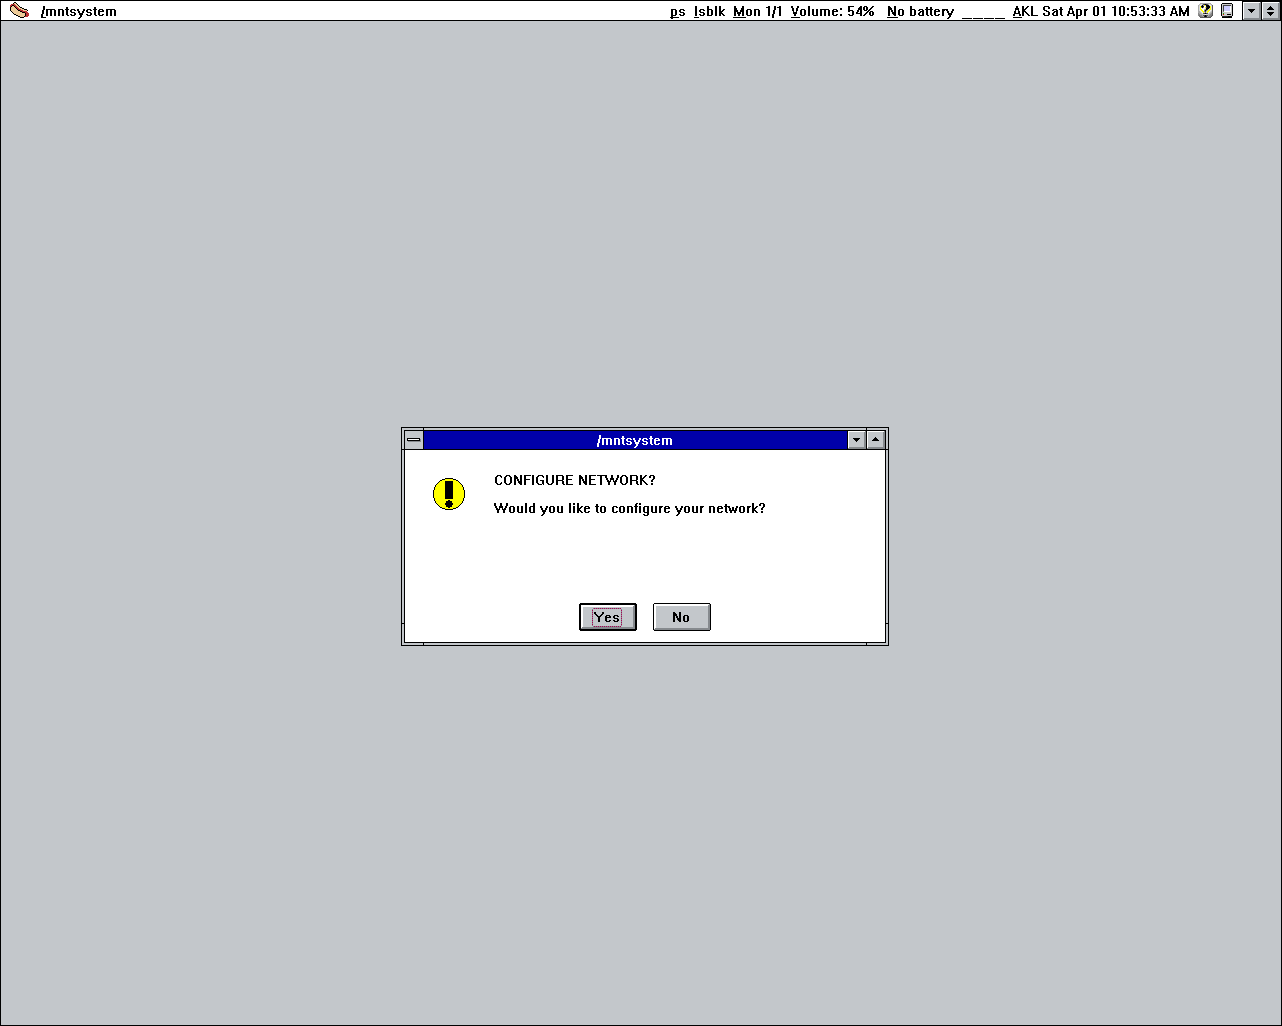 /mntsystem ps lsblk Mon 1/1 Volume: 54% No battery ____ AKL Sat Apr 01 10:53:33 AM
/mntsystem
CONFIGURE NETWORK?
Would you like to configure your network?
Yes No